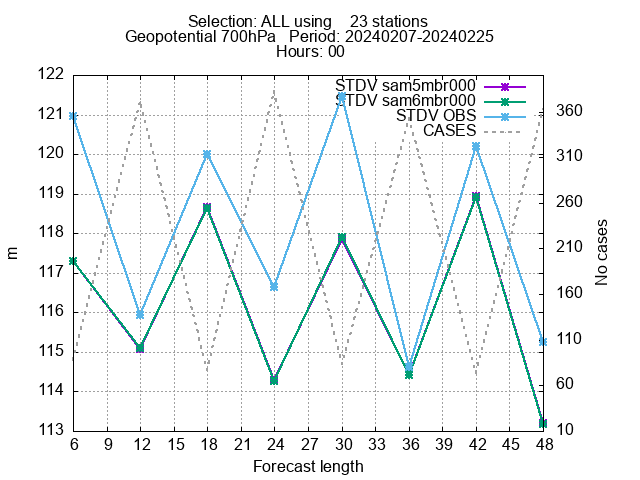 Selection: ALL using 23 stations
Geopotential 700hPa Period: 20240207-20240225
Hours: 00
STDV sam5mbr000
STDV sam6mbr000
STDV OBS
CASES
122
121
120
119
118
117
116
115
114
113
m
360
310
260
210
160
110
60
10
No cases
6 12 15 18 21 24 27 30 33 36 39 42 45 48
Forecast length